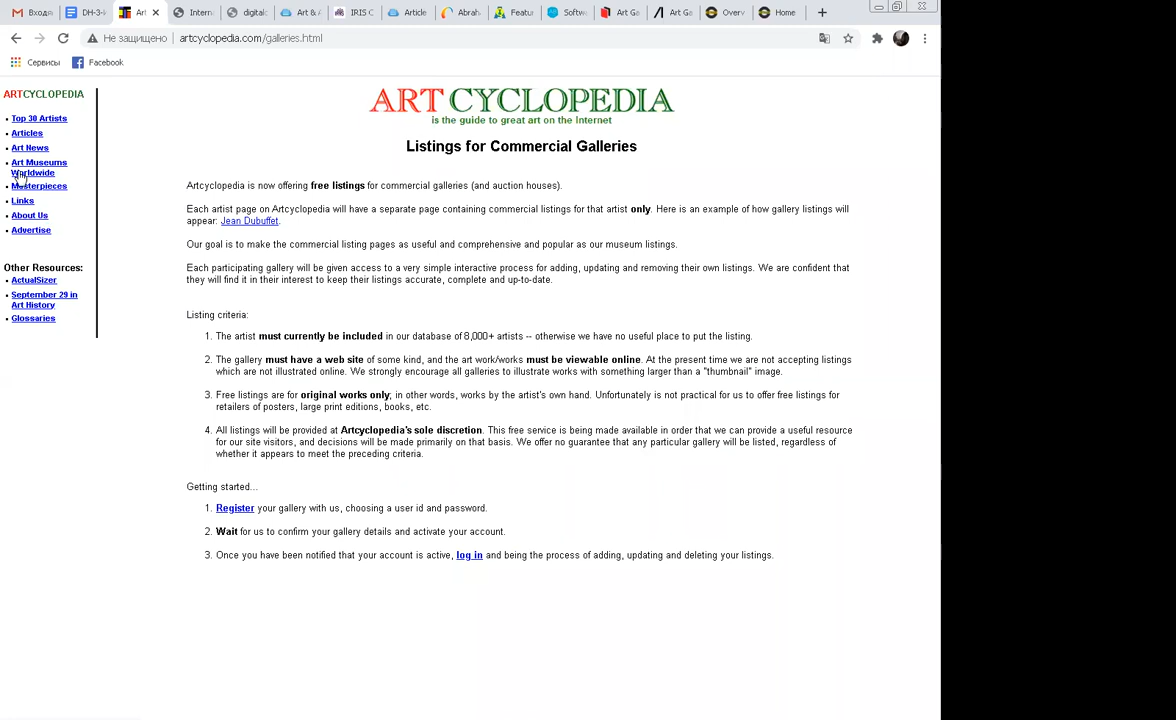 Входя
DH-3-
Art
Intern
digital
Art & A
IRIS C
Article
Abrah
Featu
Softw
Art Ga
Art Ge
Overv
Home
Не защищено
artcyclopedia.com/galleries.html
Сервисы
Facebook
ARTCYCLOPEDIA
Top 30 Artists
Articles
Art News
Art Museums
Worldwide
Masterpieces
Links
About Us
Advertise
Other Resources:
ActualSizer
September 29 in
Art History
Glossaries
ART CYCLOPEDIA
is the guide to great art on the Internet
Listings for Commercial Galleries
Artcyclopedia is now offering free listings for commercial galleries (and auction houses).
Each artist page on Artcyclopedia will have a separate page containing commercial listings for that artist only. Here is an example of how gallery listings will
appear: Jean Dubuffet.
Our goal is to make the commercial listing pages as useful and comprehensive and popular as our museum listings.
Each participating gallery will be given access to a very simple interactive process for adding, updating and removing their own listings. We are confident that
they will find it in their interest to keep their listings accurate, complete and up-to-date.
Listing criteria:
1. The artist must currently be included in our database of 8,000+ artists -- otherwise we have no useful place to put the listing.
2. The gallery must have a web site of some kind, and the art work/works must be viewable online. At the present time we are not accepting listings
which are not illustrated online. We strongly encourage all galleries to illustrate works with something larger than a "thumbnail" image.
3. Free listings are for original works only; in other words, works by the artist's own hand. Unfortunately is not practical for us to offer free listings for
retailers of posters, large print editions, books, etc.
4. All listings will be provided at Artcyclopedia's sole discretion. This free service is being made available in order that we can provide a useful resource
for our site visitors, and decisions will be made primarily on that basis. We offer no guarantee that any particular gallery will be listed, regardless of
whether it appears to meet the preceding criteria.
Getting started...
1. Register your gallery with us, choosing a user id and password.
2. Wait for us to confirm your gallery details and activate your account.
3. Once you have been notified that your account is active, log in and being the process of adding, updating and deleting your listings.